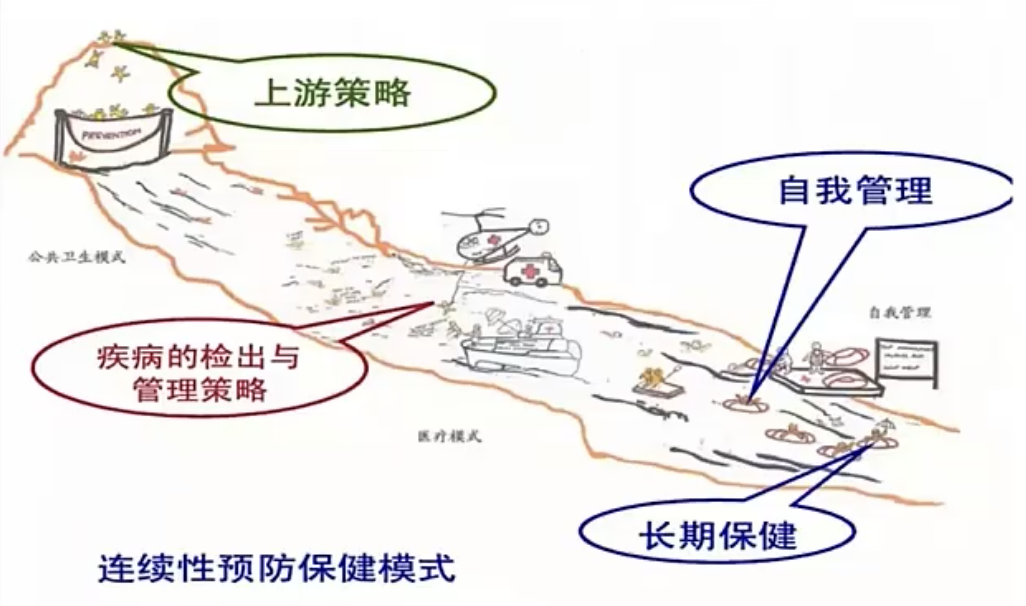 上游策略
PREVENTION
自我管理
公共卫生模式
自我管理
疾病的检出与
管理策略
医疗模式
长期保健
连续性预防保健模式